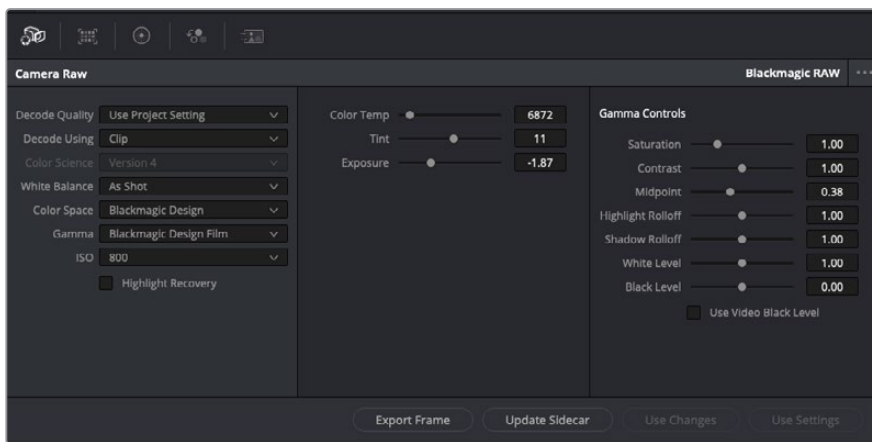 Camera Raw
Blackmagic RAW
Decode Quality Use Project Setting
Decode Using Clip
Color Science Version 4
White Balance As Shot
Color Space Blackmagic Design
Gamma Blackmagic Design Film
ISO 800
Highlight Recovery
Color Temp 6872
Tint 11
Exposure -1.87
Gamma Controls
Saturation 1.00
Contrast 1.00
Midpoint 0.38
Highlight Rolloff 1.00
Shadow Rolloff 1.00
White Level 1.00
Black Level 0.00
Use Video Black Level
Export Frame
Update Sidecar
Use Changes
Use Settings